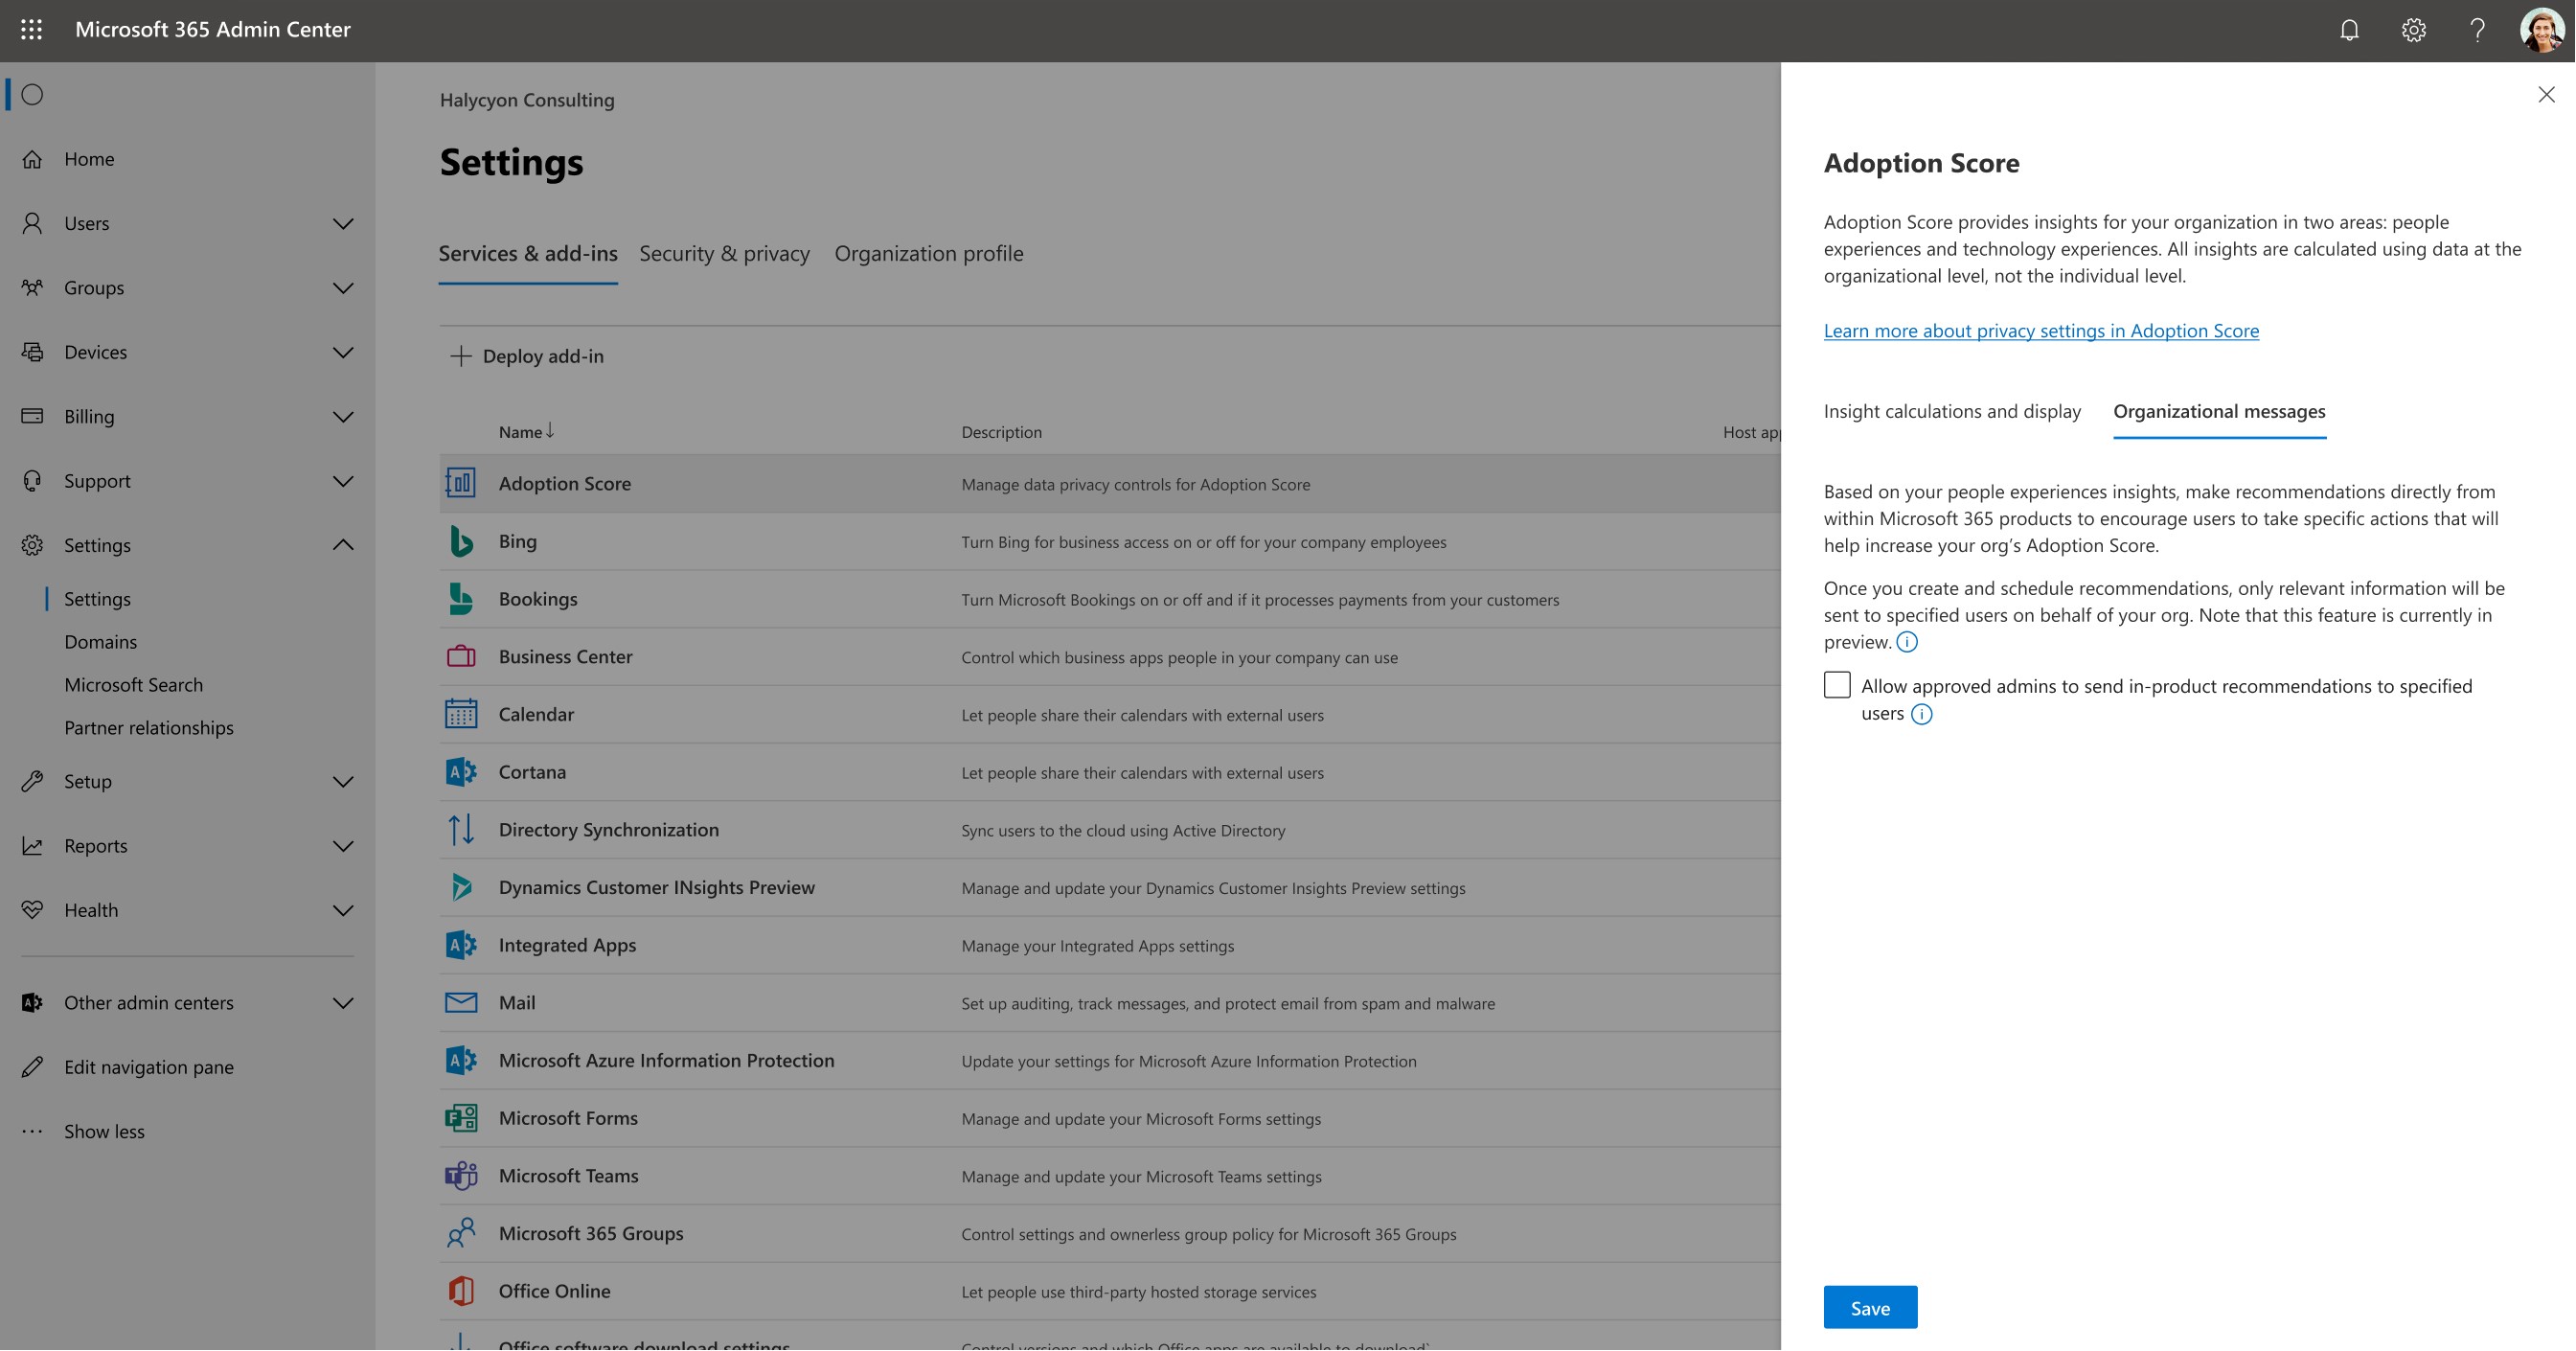 Microsoft 365 Admin Center
Home
Users
Groups
Devices
Billing
Support
Settings
Settings
Domains
Microsoft Search
Partner relationships
Setup
Reports
Health
Other admin centers
Edit navigation pane
Show less
Halycyon Consulting
Settings
Services & add-ins Security & privacy Organization profile
Deploy add-in
Name Description Host app
Adoption Score Manage data privacy controls for Adoption Score
Bing Turn Bing for business access on or off for your company employees
Bookings Turn Microsoft Bookings on or off and if it processes payments from your customers
Business Center Control which business apps people in your company can use
Calendar Let people share their calendars with external users
Cortana Let people share their calendars with external users
Directory Synchronization Sync users to the cloud using Active Directory
Dynamics Customer INsights Preview Manage and update your Dynamics Customer Insights Preview settings
Integrated Apps Manage your Integrated Apps settings
Mail Set up auditing, track messages, and protect email from spam and malware
Microsoft Azure Information Protection Update your settings for Microsoft Azure Information Protection
Microsoft Forms Manage and update your Microsoft Forms settings
Microsoft Teams Manage and update your Microsoft Teams settings
Microsoft 365 Groups Control settings and ownerless group policy for Microsoft 365 Groups
Office Online Let people use third-party hosted storage services
Office software download settings Control versions and which Office apps are available to download`
Adoption Score
Adoption Score provides insights for your organization in two areas: people
experiences and technology experiences. All insights are calculated using data at the
organizational level, not the individual level.
Learn more about privacy settings in Adoption Score
Insight calculations and display Organizational messages
Based on your people experiences insights, make recommendations directly from
within Microsoft 365 products to encourage users to take specific actions that will
help increase your org’s Adoption Score.
Once you create and schedule recommendations, only relevant information will be
sent to specified users on behalf of your org. Note that this feature is currently in
preview.
Allow approved admins to send in-product recommendations to specified
users
Save